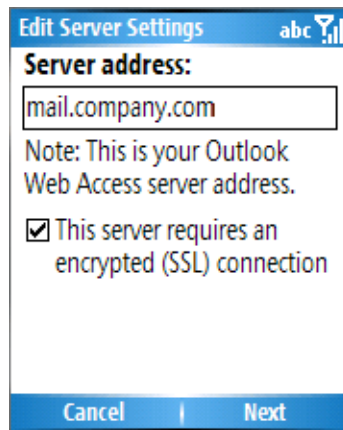 Edit Server Settings abc
Server address:
mail.company.com
Note: This is your Outlook
Web Access server address.
This server requires an
encrypted (SSL) connection
Cancel Next